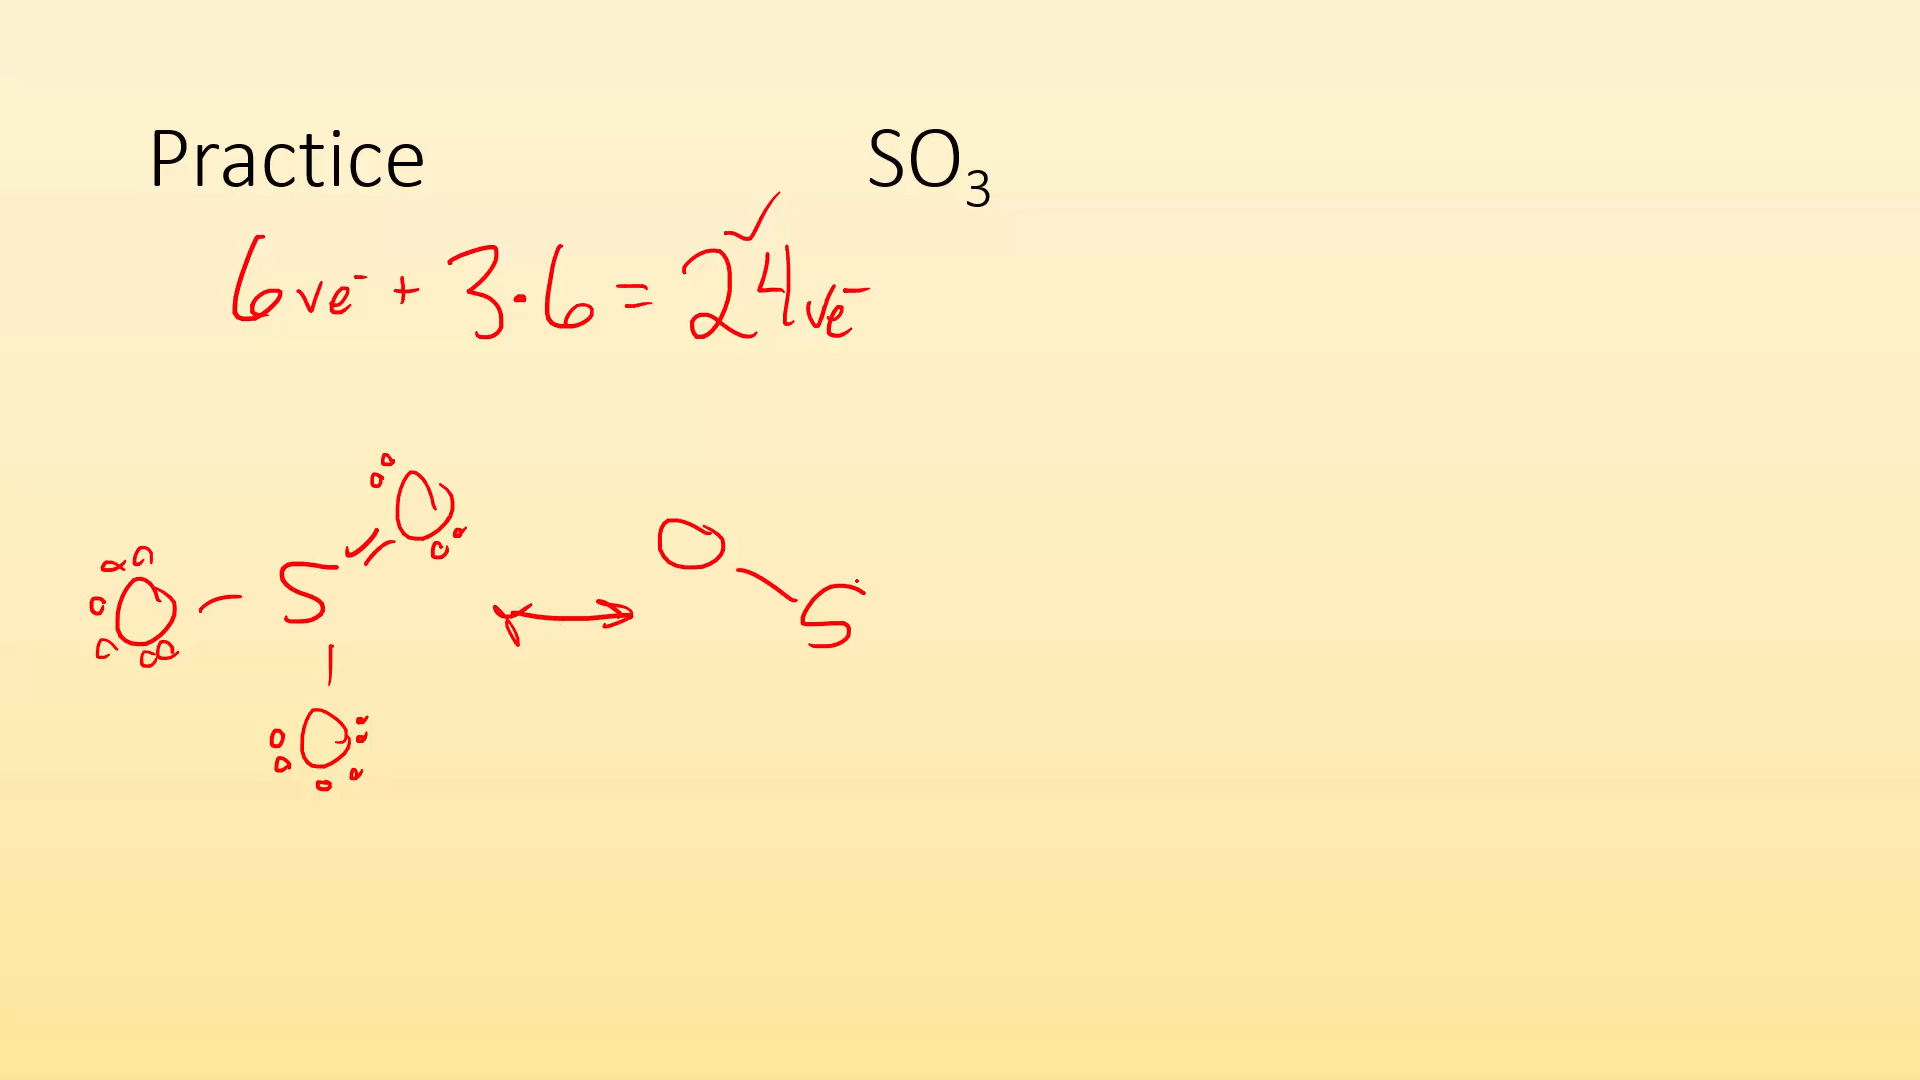 Practice SO₃
6ve⁻ + 3·6 = 24ve⁻
O
O S O
S
O